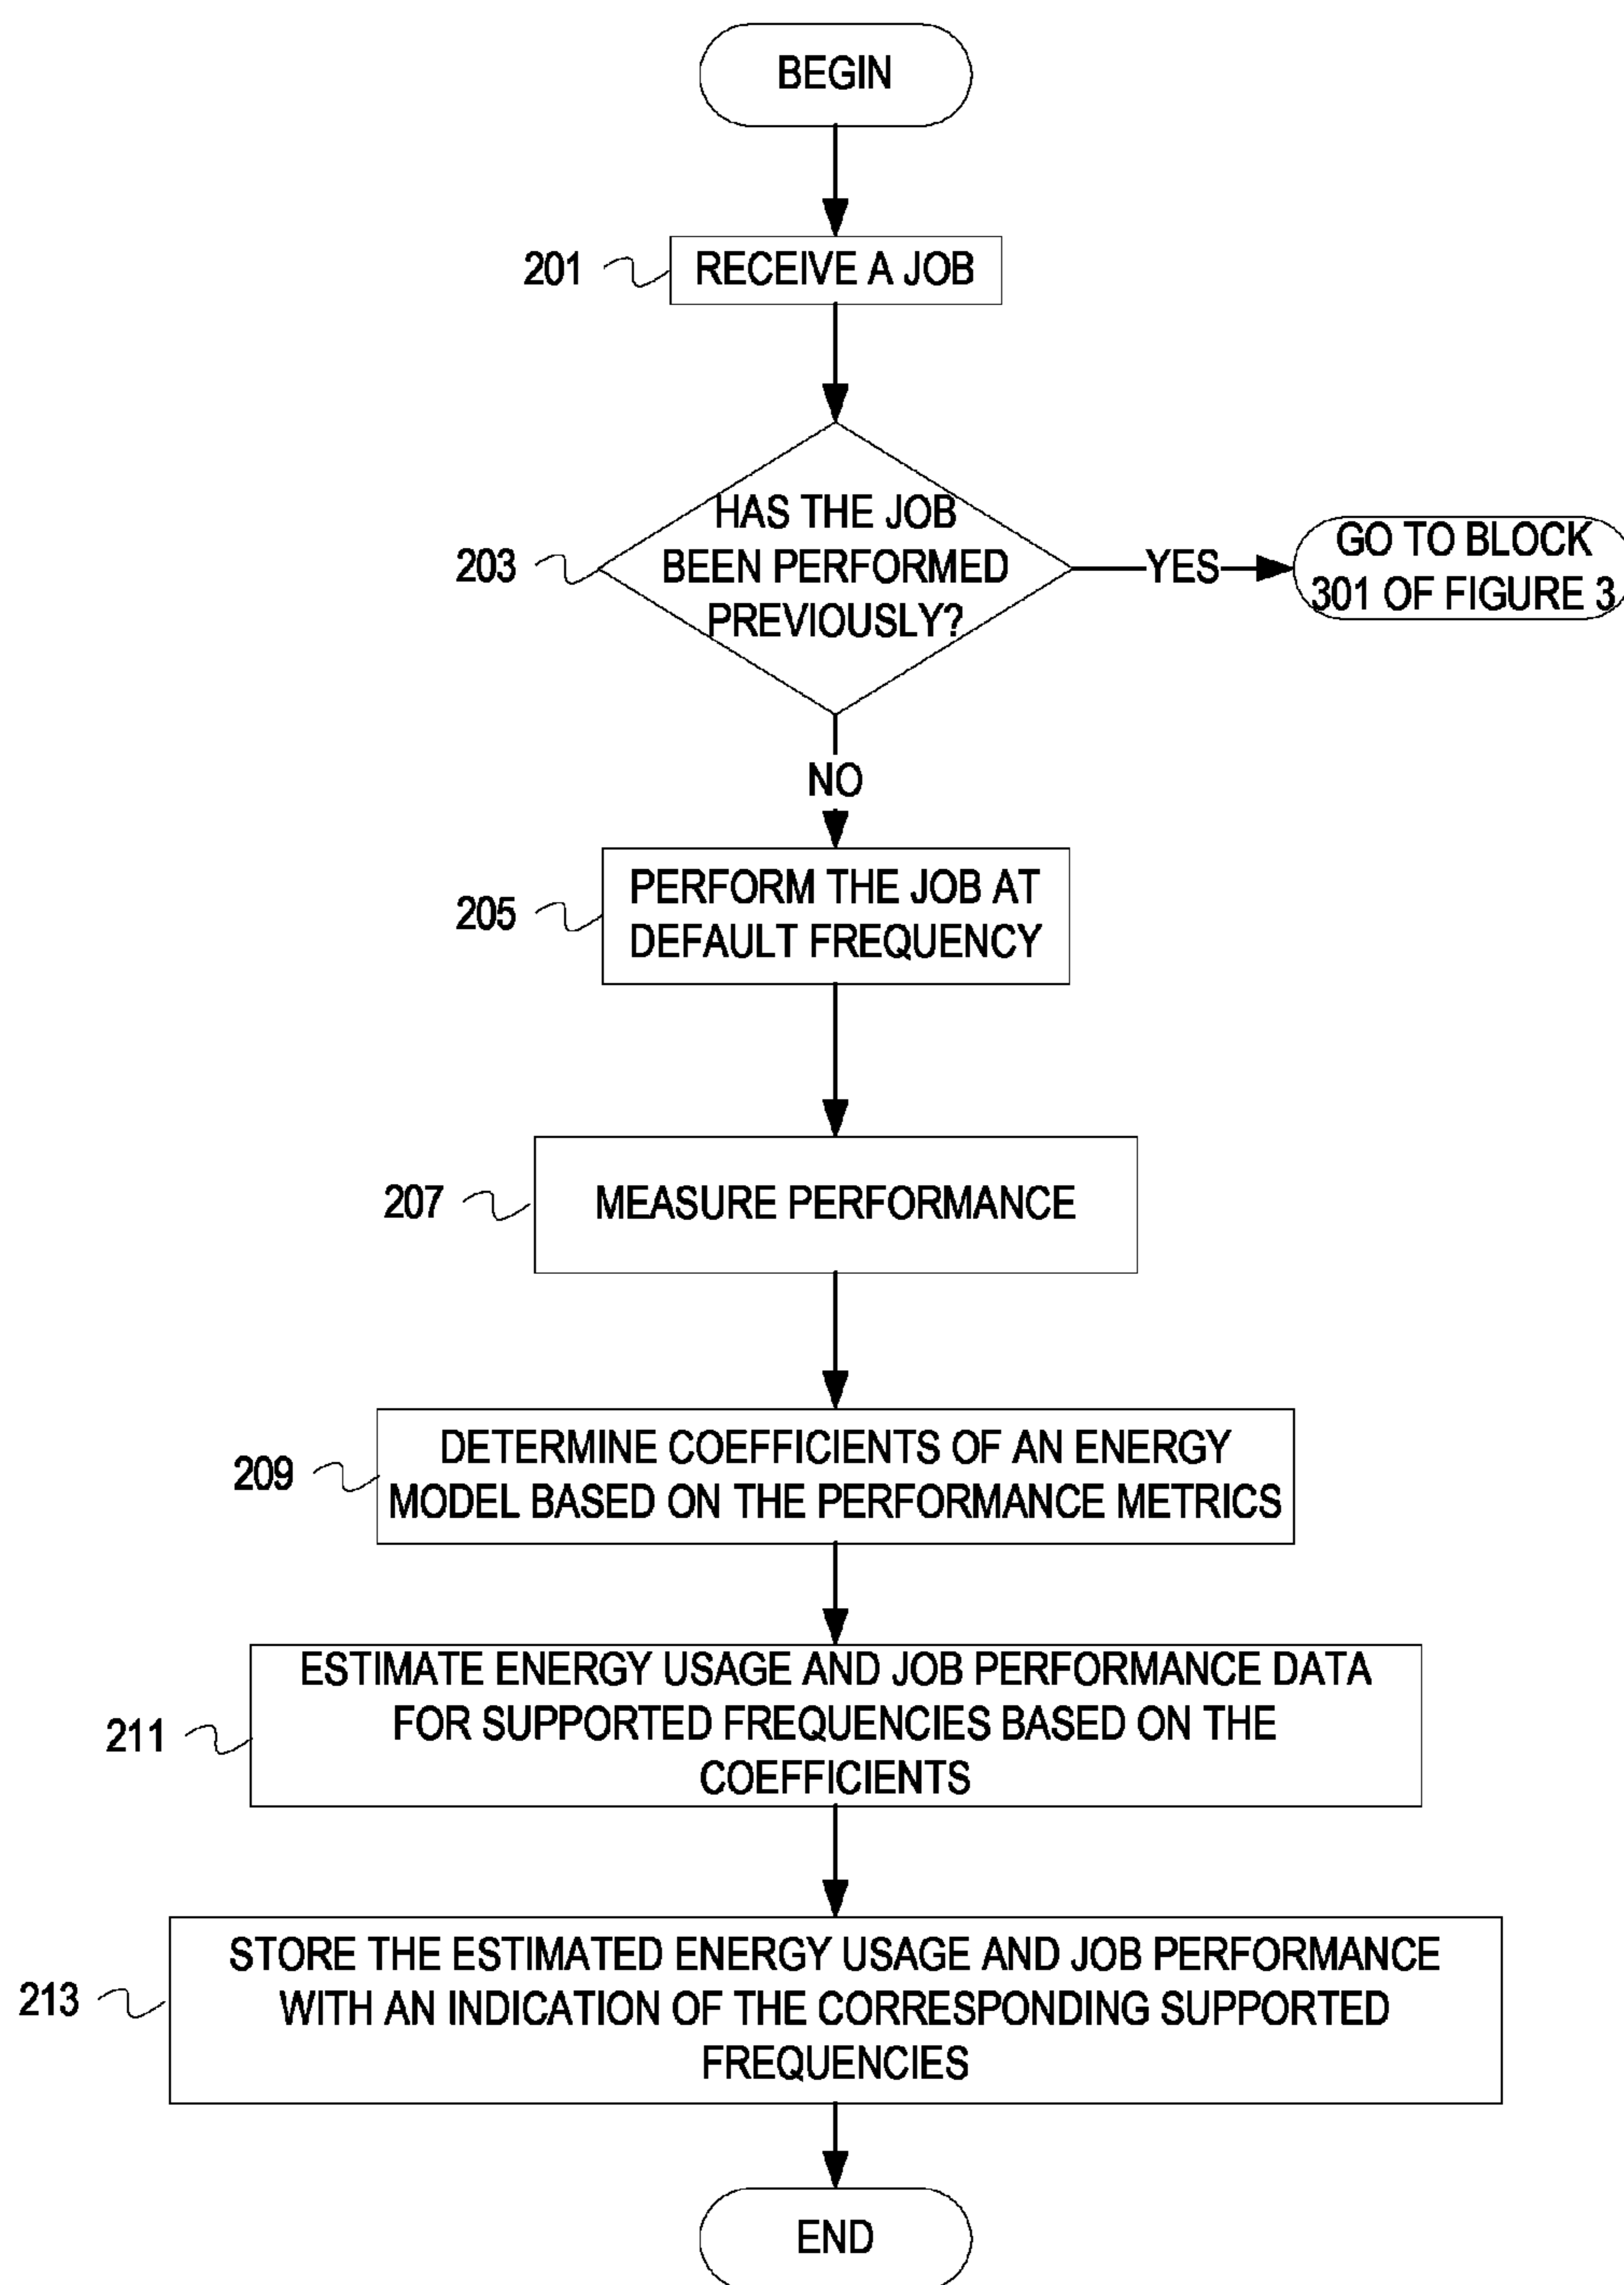 BEGIN
201
RECEIVE A JOB
HAS THE JOB
203
BEEN PERFORMED
PREVIOUSLY?
YES
GO TO BLOCK
301 OF FIGURE 3
NO
205
PERFORM THE JOB AT
DEFAULT FREQUENCY
207
MEASURE PERFORMANCE
209
DETERMINE COEFFICIENTS OF AN ENERGY
MODEL BASED ON THE PERFORMANCE METRICS
211
ESTIMATE ENERGY USAGE AND JOB PERFORMANCE DATA
FOR SUPPORTED FREQUENCIES BASED ON THE
COEFFICIENTS
213
STORE THE ESTIMATED ENERGY USAGE AND JOB PERFORMANCE
WITH AN INDICATION OF THE CORRESPONDING SUPPORTED
FREQUENCIES
END